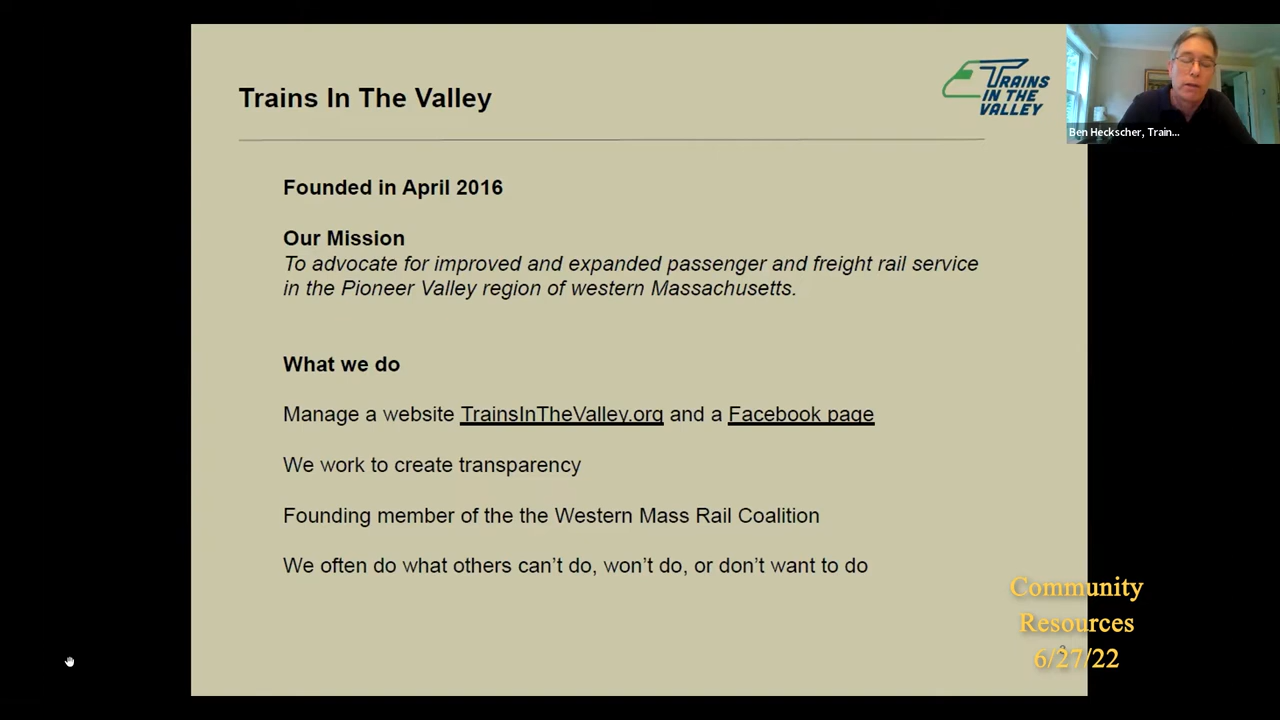 Trains In The Valley
TRAINS
IN THE
VALLEY
Ben Heckscher, Train...
Founded in April 2016
Our Mission
To advocate for improved and expanded passenger and freight rail service
in the Pioneer Valley region of western Massachusetts.
What we do
Manage a website TrainsInTheValley.org and a Facebook page
We work to create transparency
Founding member of the the Western Mass Rail Coalition
We often do what others can't do, won't do, or don't want to do
Community
Resources
6/27/22